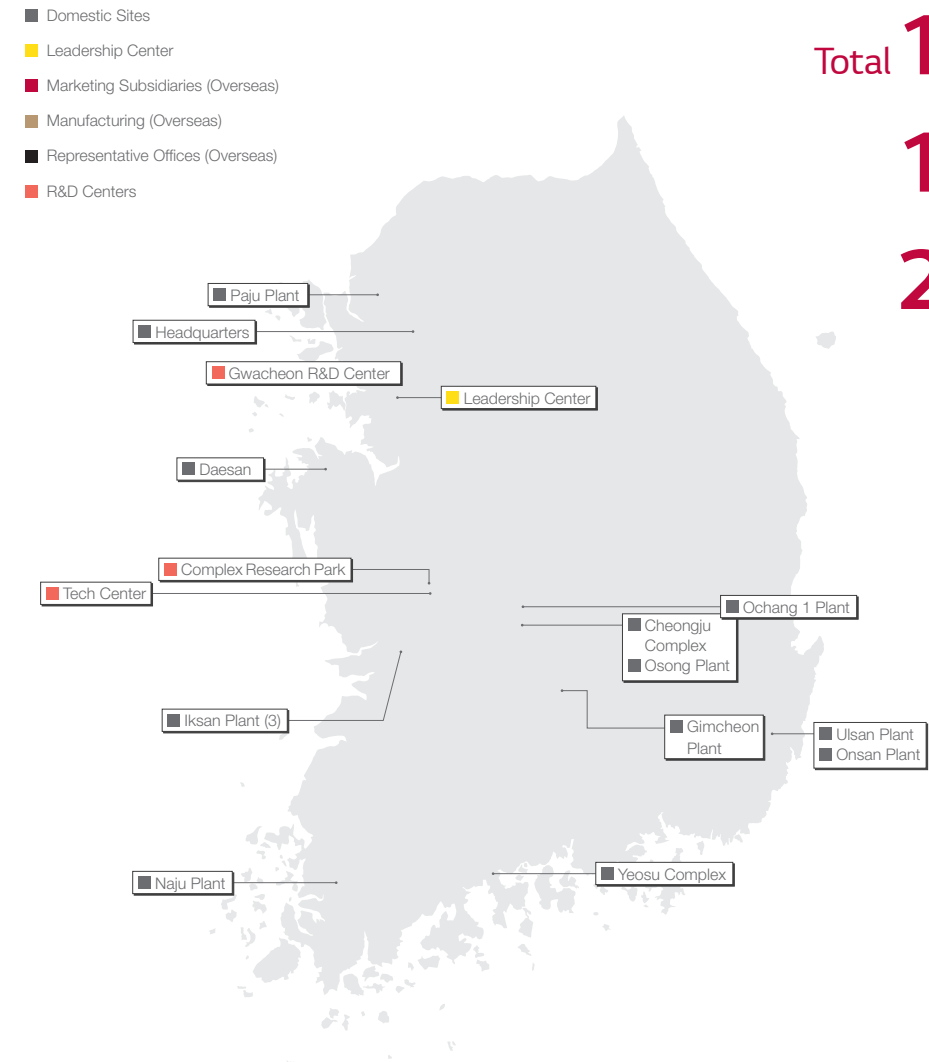 Domestic Sites
Leadership Center
Marketing Subsidiaries (Overseas)
Manufacturing (Overseas)
Representative Offices (Overseas)
R&D Centers
Total 1
1
2
Paju Plant
Headquarters
Gwacheon R&D Center
Leadership Center
Daesan
Complex Research Park
Tech Center
Ochang 1 Plant
Cheongju
Complex
Osong Plant
Iksan Plant (3)
Gimcheon
Plant
Ulsan Plant
Onsan Plant
Naju Plant
Yeosu Complex